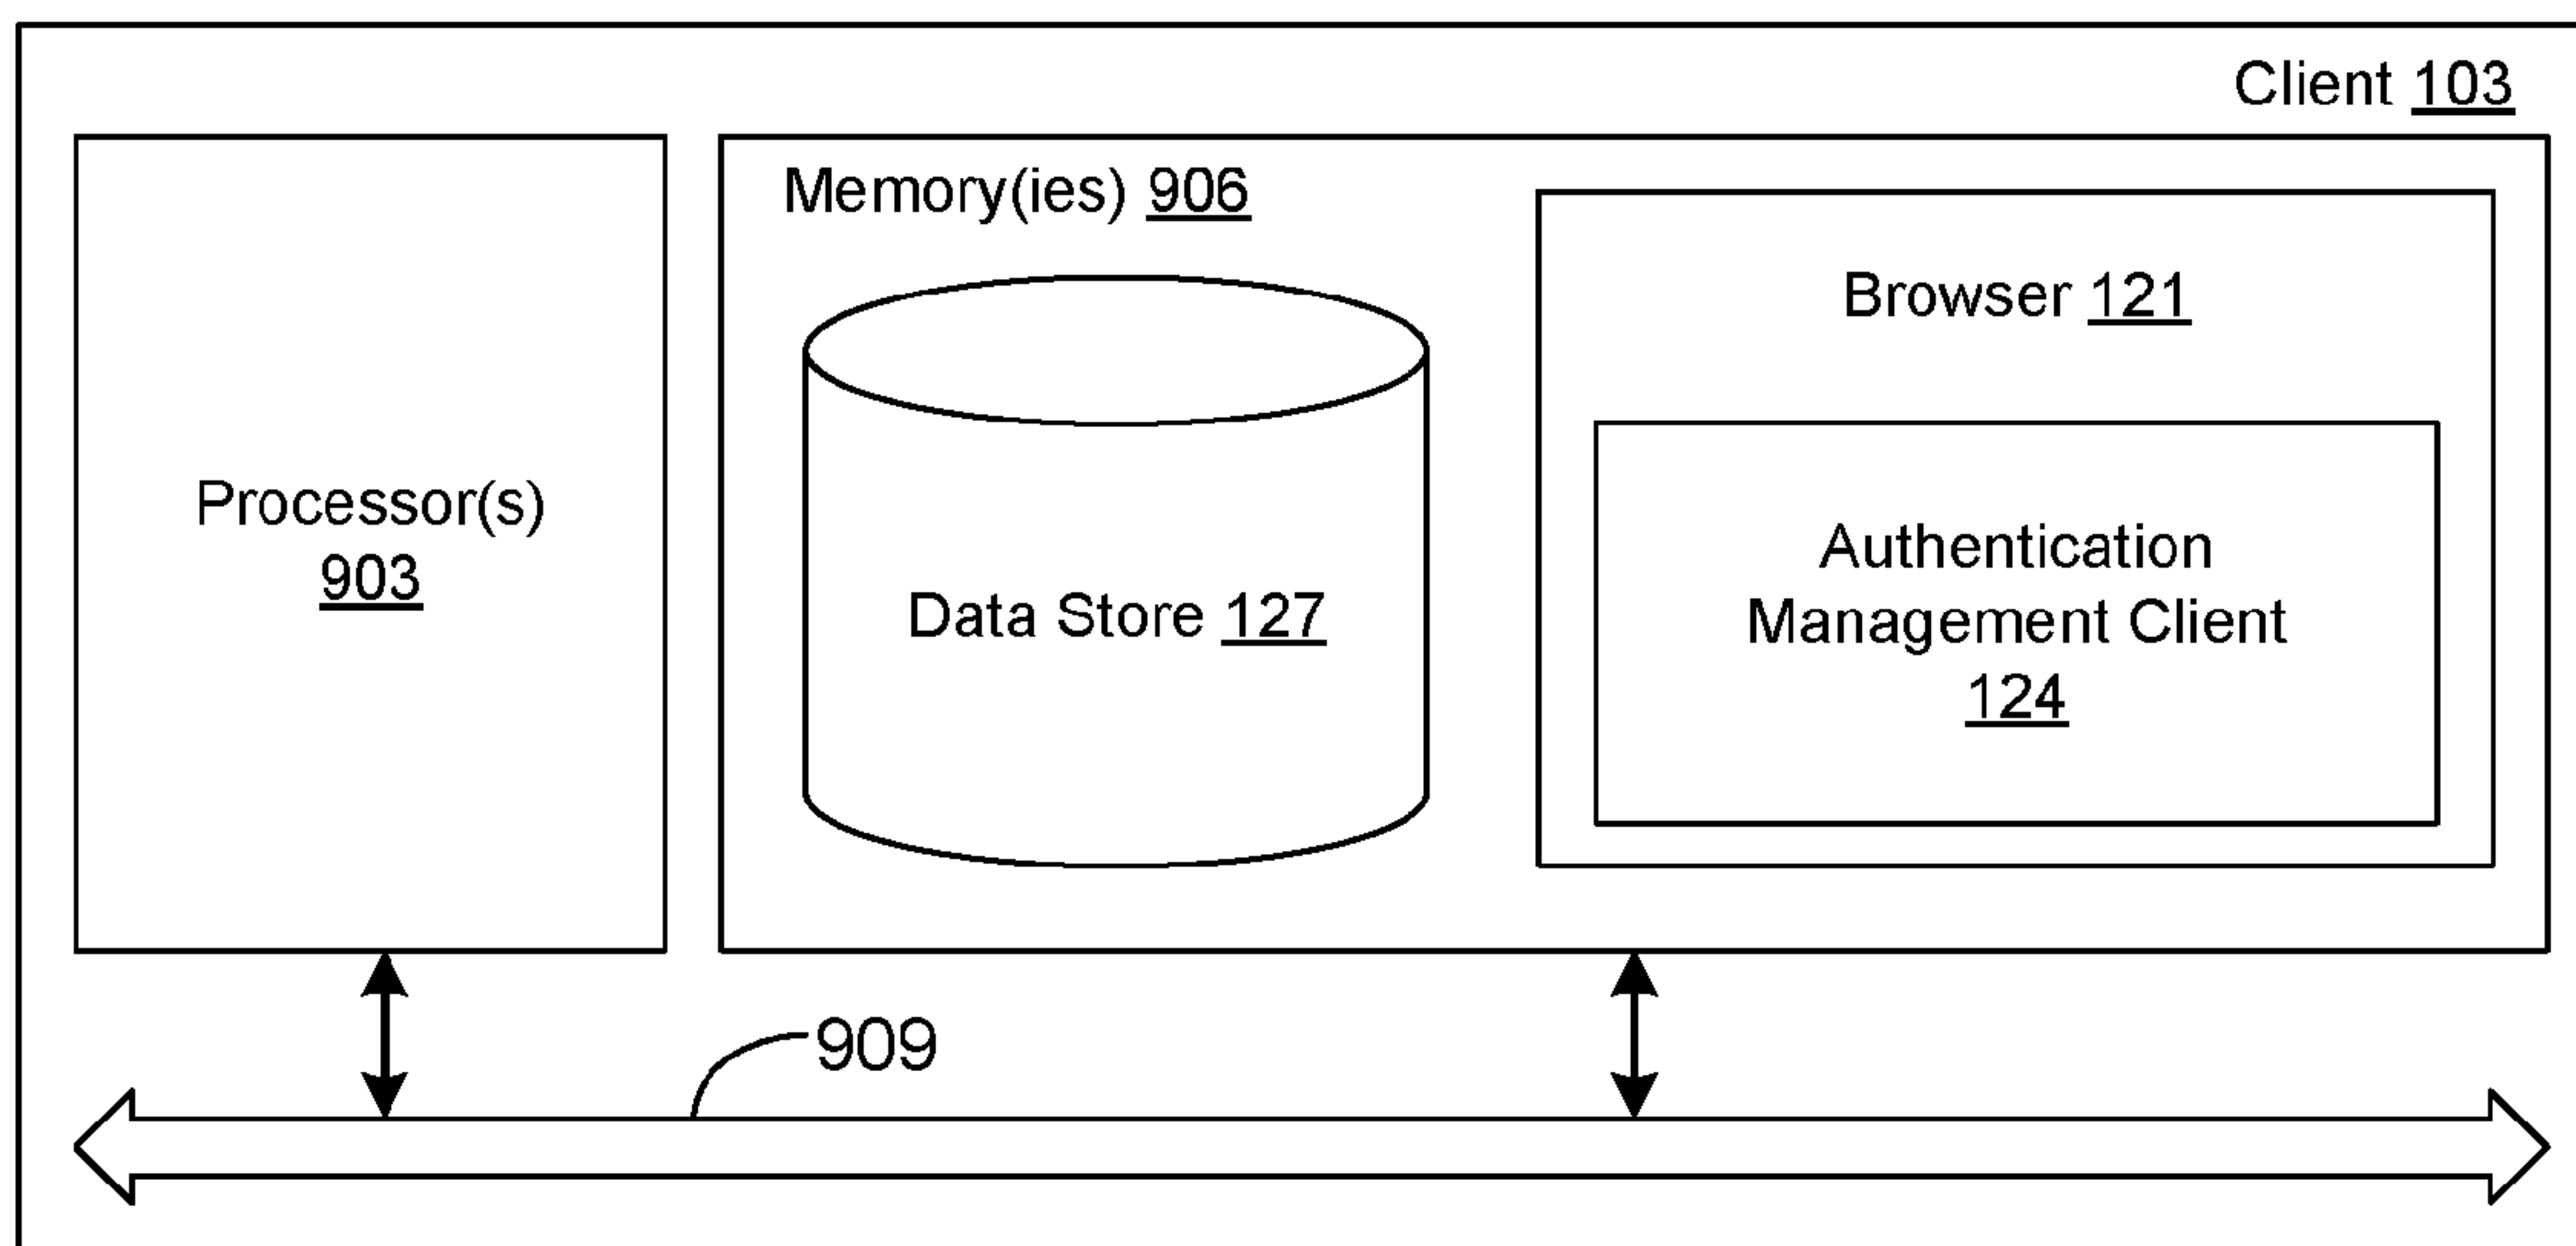 Client 103
Memory(ies) 906
Browser 121
Processor(s)
903
Data Store 127
Authentication
Management Client
124
909